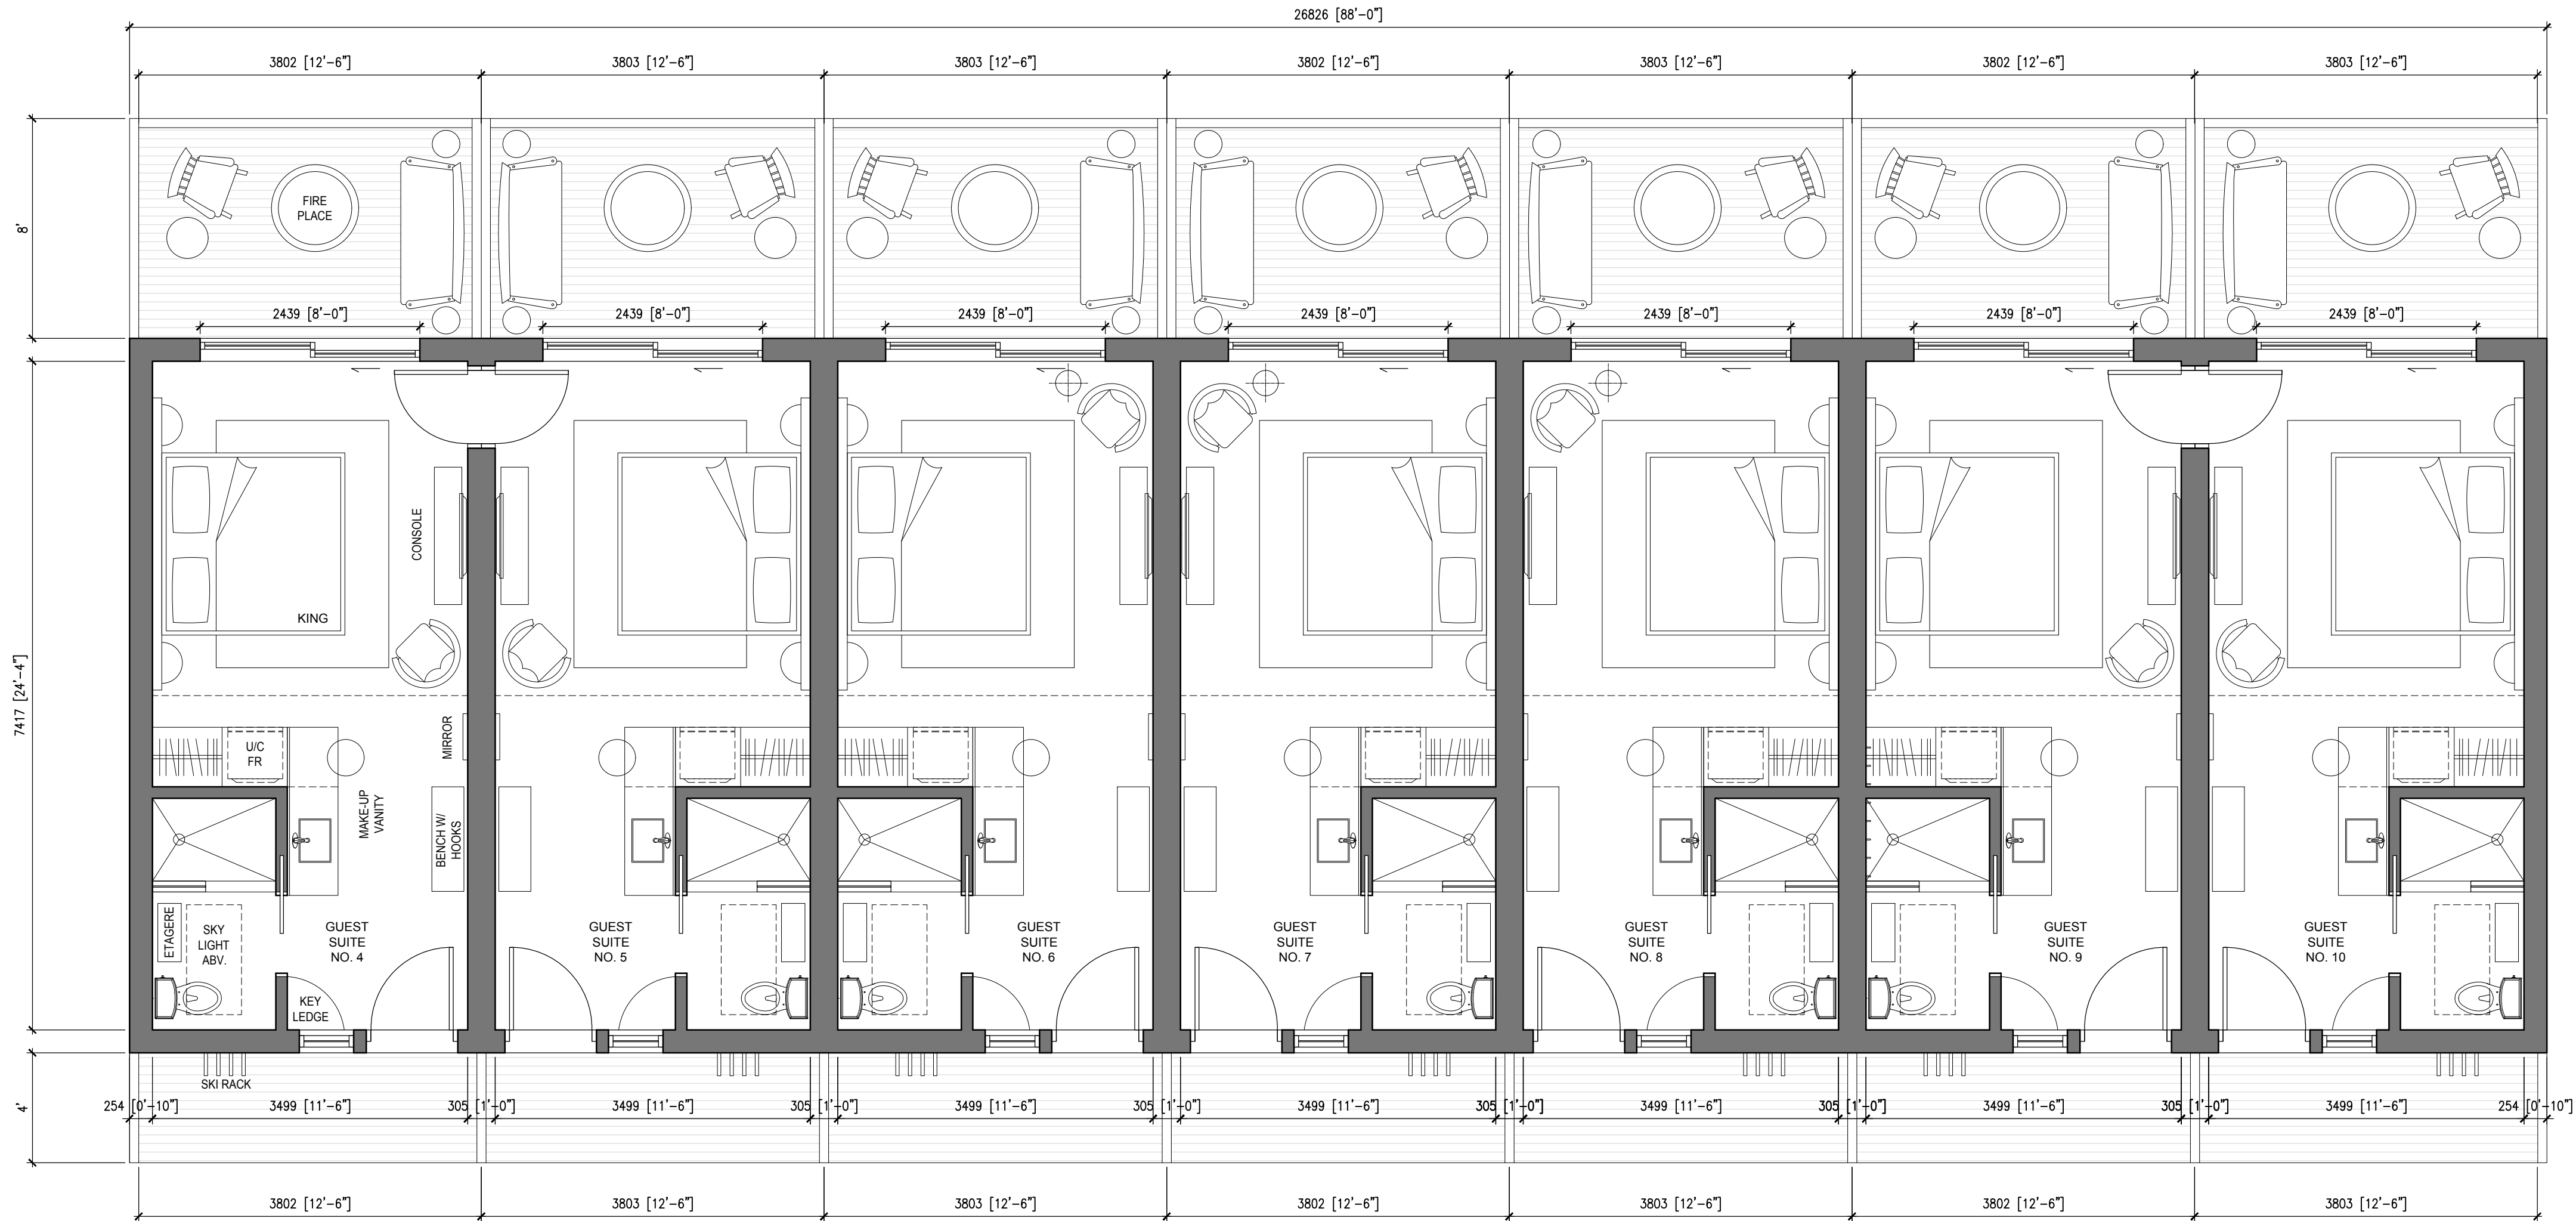 26826 [88'-0"]
3802 [12'-6"]
3803 [12'-6"]
3803 [12'-6"]
3802 [12'-6"]
3803 [12'-6"]
3802 [12'-6"]
3803 [12'-6"]
8'
FIRE
PLACE
2439 [8'-0"]
2439 [8'-0"]
2439 [8'-0"]
2439 [8'-0"]
2439 [8'-0"]
2439 [8'-0"]
2439 [8'-0"]
7417 [24'-4"]
CONSOLE
KING
MIRROR
U/C
FR
MAKE-UP
VANITY
BENCH W/
HOOKS
ETAGERE
SKY
LIGHT
ABV.
GUEST
SUITE
NO. 4
GUEST
SUITE
NO. 5
GUEST
SUITE
NO. 6
GUEST
SUITE
NO. 7
GUEST
SUITE
NO. 8
GUEST
SUITE
NO. 9
GUEST
SUITE
NO. 10
KEY
LEDGE
SKI RACK
4'
254 [0'-10"]
3499 [11'-6"]
305 [1'-0"]
3499 [11'-6"]
305 [1'-0"]
3499 [11'-6"]
305 [1'-0"]
3499 [11'-6"]
305 [1'-0"]
3499 [11'-6"]
305 [1'-0"]
3499 [11'-6"]
305 [1'-0"]
3499 [11'-6"]
254 [0'-10"]
3802 [12'-6"]
3803 [12'-6"]
3803 [12'-6"]
3802 [12'-6"]
3803 [12'-6"]
3802 [12'-6"]
3803 [12'-6"]